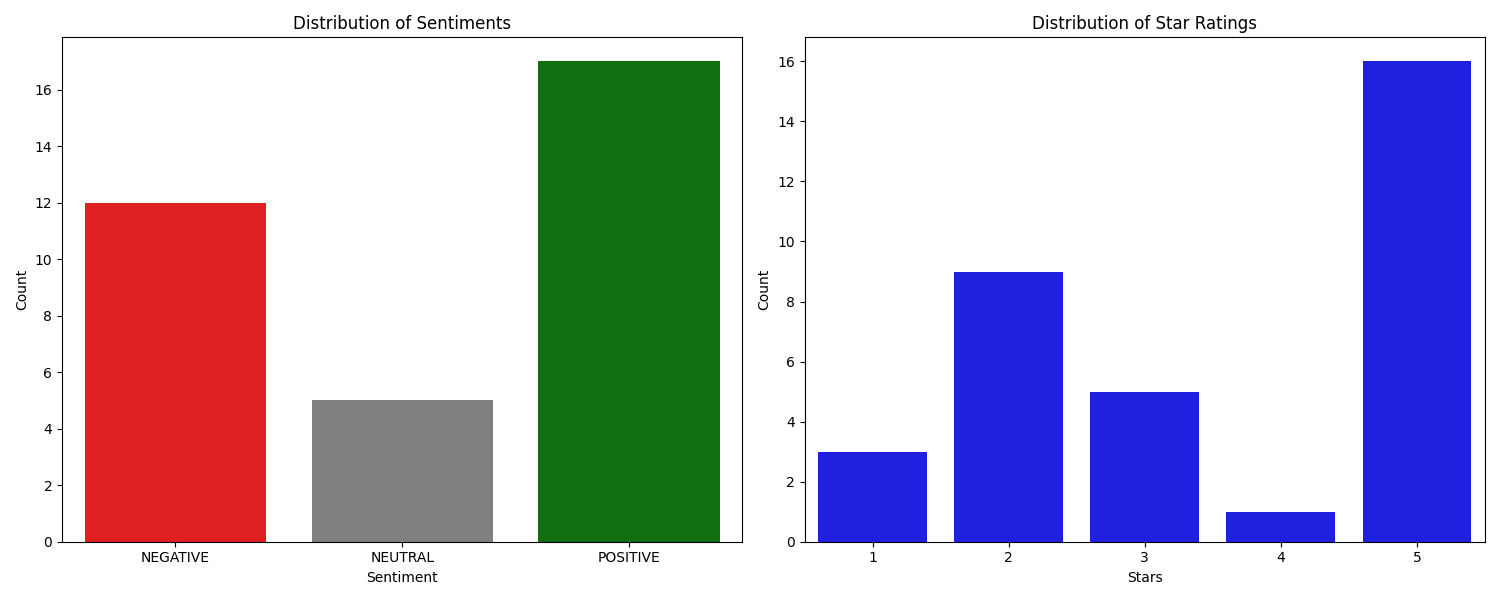 Distribution of Sentiments
Count
16
14
12
10
8
6
4
2
0
NEGATIVE NEUTRAL POSITIVE
Sentiment
Distribution of Star Ratings
Count
16
14
12
10
8
6
4
2
0
1 2 3 4 5
Stars